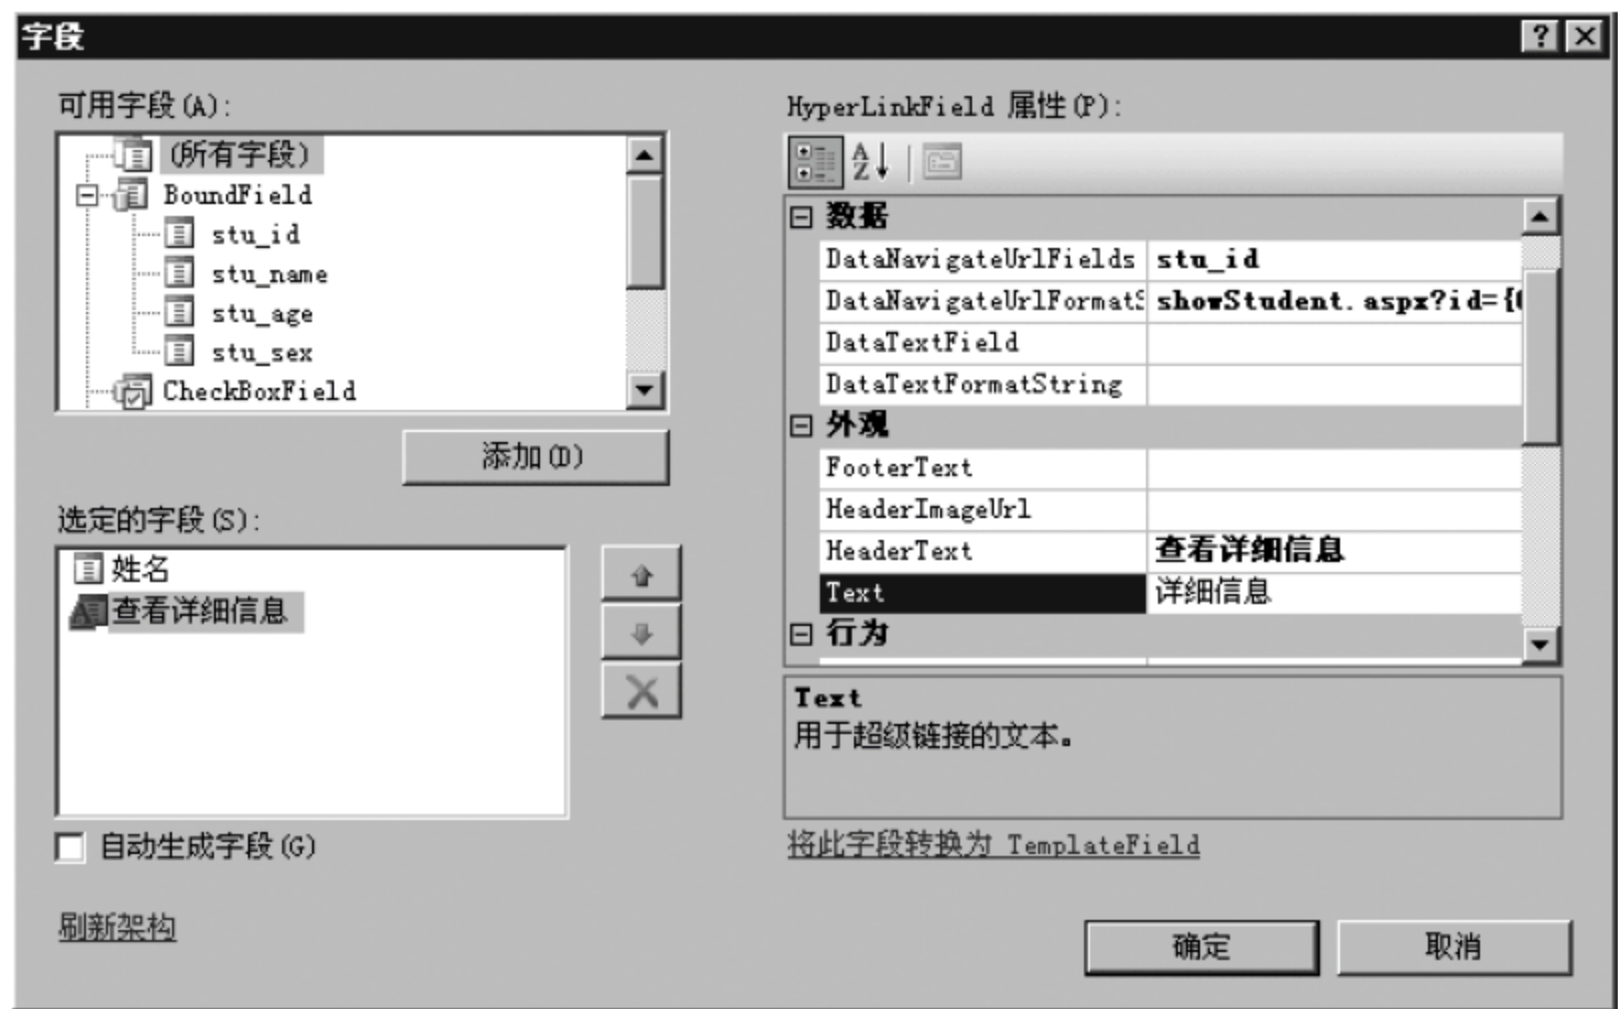 字段
可用字段(A):
(所有字段)
BoundField
stu_id
stu_name
stu_age
stu_sex
CheckBoxField
添加(D)
选定的字段(S):
姓名
查看详细信息
自动生成字段(G)
刷新架构
HyperLinkField 属性(P):
数据
DataNavigateUrlFields stu_id
DataNavigateUrlFormatS showStudent.aspx?id={0
DataTextField
DataTextFormatString
外观
FooterText
HeaderImageUrl
HeaderText 查看详细信息
Text 详细信息
行为
Text
用于超级链接的文本。
将此字段转换为 TemplateField
确定 取消